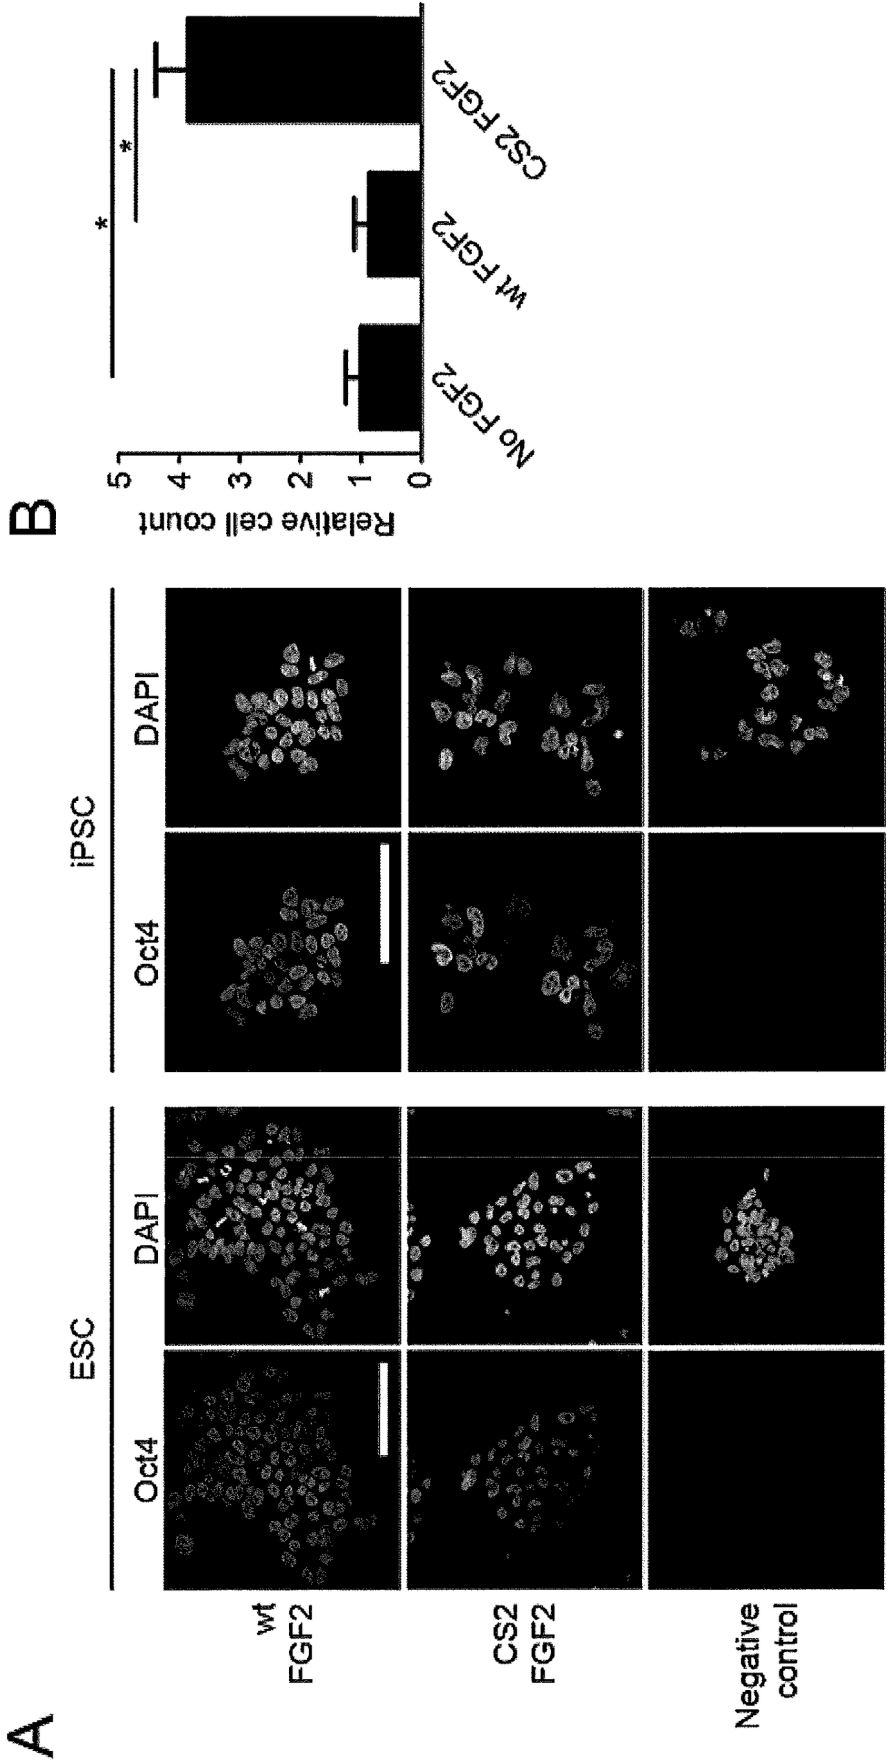 A
ESC
iPSC
Oct4
DAPI
Oct4
DAPI
wt
FGF2
CS2
FGF2
Negative
control
B
Relative cell count
5
4
3
2
1
0
*
*
No FGF2
wt FGF2
CS2 FGF2